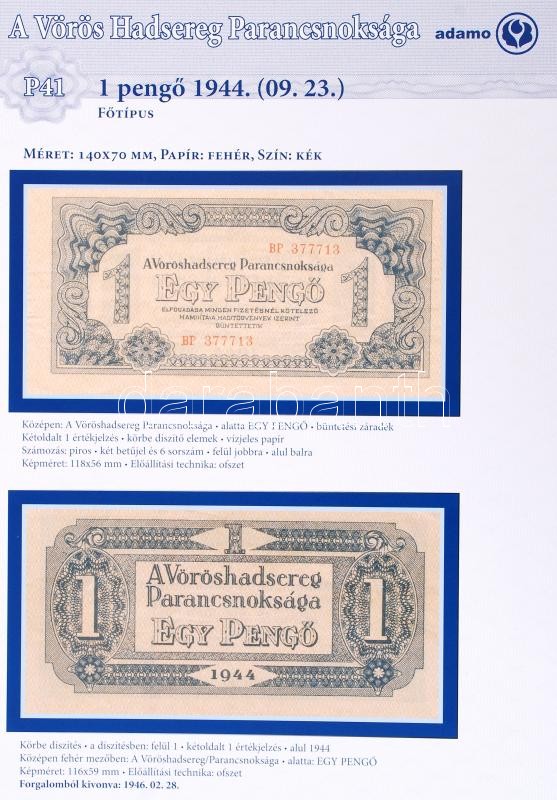 A Vörös Hadsereg Parancsnoksága
adamo
P41
1 pengő 1944. (09. 23.)
FŐTÍPUS
MÉRET: 140X70 MM, PAPÍR: FEHÉR, SZÍN: KÉK
BP 377713
A Vöröshadsereg Parancsnoksága
1 EGY PENGŐ 1
ELFOGADÁSA MINDEN FIZETÉSNÉL KÖTELEZŐ
HAMISÍTÁSA, HADITÖRVÉNYEK SZERINT
BÜNTETTETIK
BP 377713
darabanth
Középen: A Vöröshadsereg Parancsnoksága • alatta EGY PENGŐ • büntetési záradék
Kétoldalt 1 értékjelzés • körbe díszítő elemek • vízjeles papír
Számozás: piros • két betűjel és 6 sorszám • felül jobbra • alul balra
Képméret: 118x56 mm • Előállítási technika: ofszet
1
A Vöröshadsereg
Parancsnoksága
1 EGY PENGŐ 1
1944
Körbe díszítés • a díszítésben: felül 1 • kétoldalt 1 értékjelzés • alul 1944
Középen fehér mezőben: A Vöröshadsereg/Parancsnoksága • alatta: EGY PENGŐ
Képméret: 116x59 mm • Előállítási technika: ofszet
Forgalomból kivonva: 1946. 02. 28.